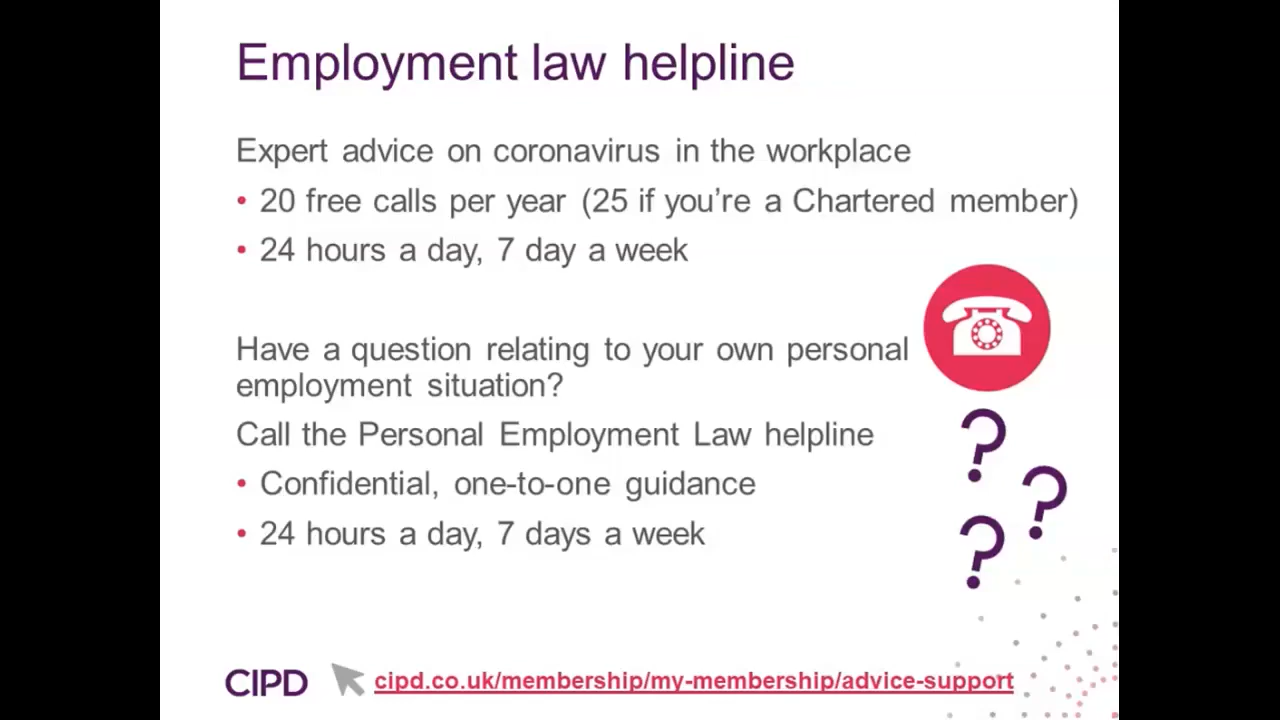 Employment law helpline
Expert advice on coronavirus in the workplace
• 20 free calls per year (25 if you’re a Chartered member)
• 24 hours a day, 7 day a week
Have a question relating to your own personal
employment situation?
Call the Personal Employment Law helpline
• Confidential, one-to-one guidance
• 24 hours a day, 7 days a week
? ? ?
CIPD cipd.co.uk/membership/my-membership/advice-support